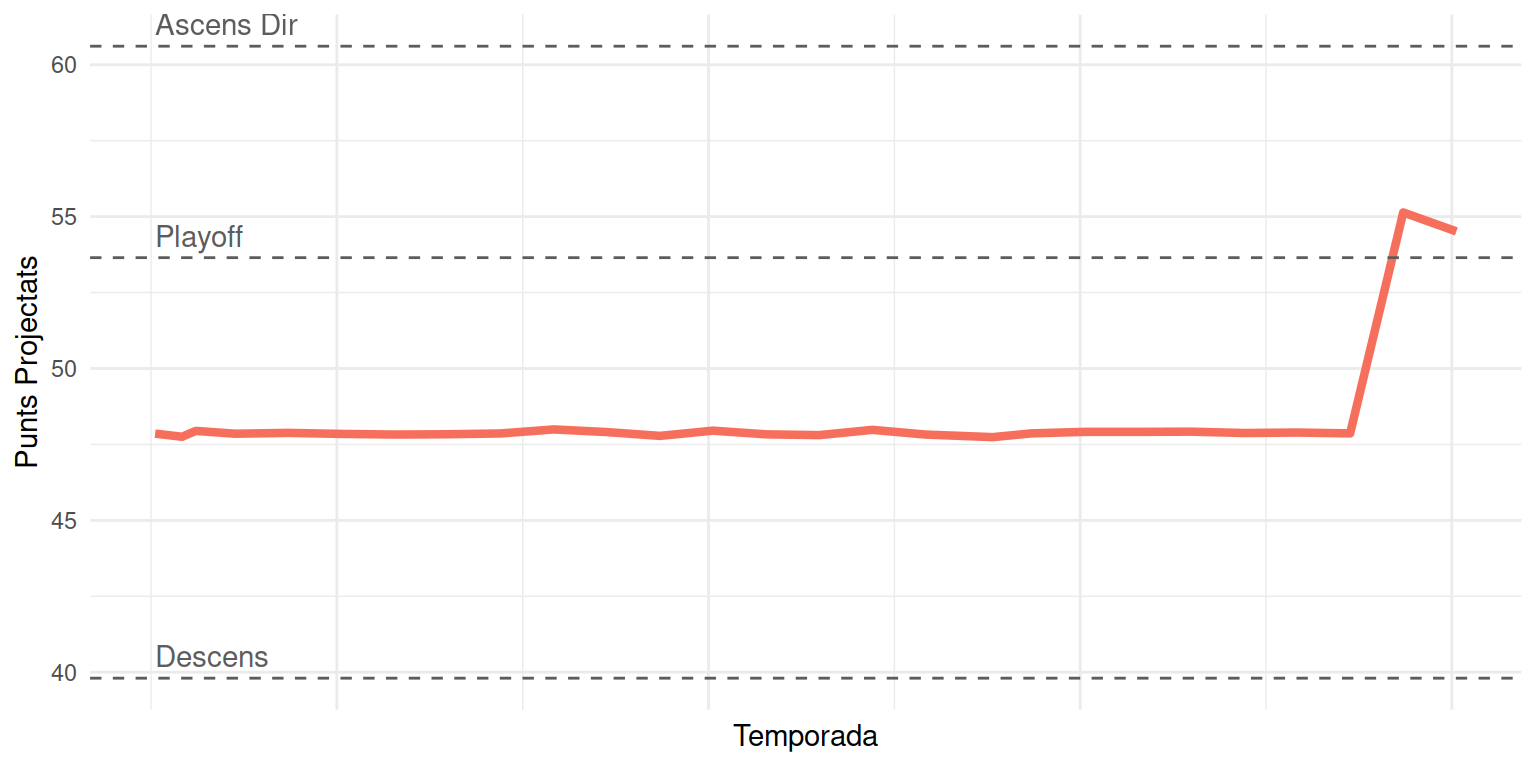 Ascens Dir
60
55
Playoff
50
45
Descens
40
Punts Projectats
Temporada